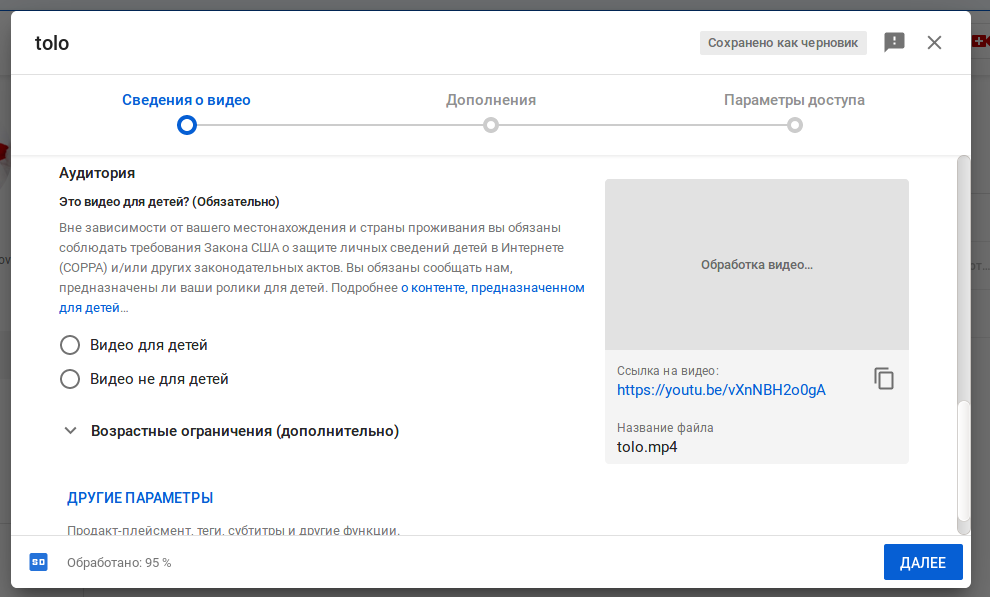 tolo
Сохранено как черновик
Сведения о видео
Дополнения
Параметры доступа
Аудитория
Это видео для детей? (Обязательно)
Вне зависимости от вашего местонахождения и страны проживания вы обязаны
соблюдать требования Закона США о защите личных сведений детей в Интернете
(COPPA) и/или других законодательных актов. Вы обязаны сообщать нам,
предназначены ли ваши ролики для детей. Подробнее о контенте, предназначенном
для детей…
Видео для детей
Видео не для детей
Возрастные ограничения (дополнительно)
ДРУГИЕ ПАРАМЕТРЫ
Продакт-плейсмент, теги, субтитры и другие функции.
Обработка видео…
Ссылка на видео:
https://youtu.be/vXnNBH2o0gA
Название файла
tolo.mp4
SD
Обработано: 95 %
ДАЛЕЕ